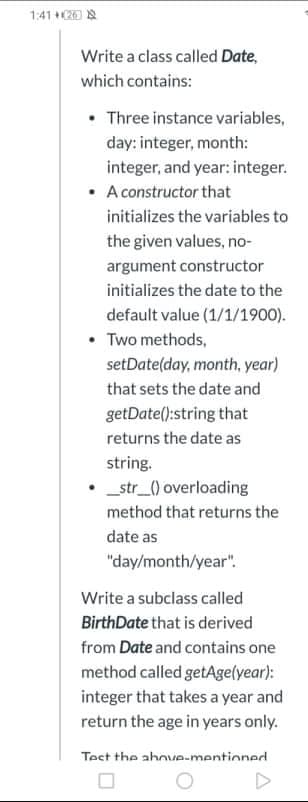 1:41 26
Write a class called Date,
which contains:
• Three instance variables,
day: integer, month:
integer, and year: integer.
• A constructor that
initializes the variables to
the given values, no-
argument constructor
initializes the date to the
default value (1/1/1900).
• Two methods,
setDate(day, month, year)
that sets the date and
getDate():string that
returns the date as
string.
• __str__() overloading
method that returns the
date as
"day/month/year".
Write a subclass called
BirthDate that is derived
from Date and contains one
method called getAge(year):
integer that takes a year and
return the age in years only.
Test the above-mentioned